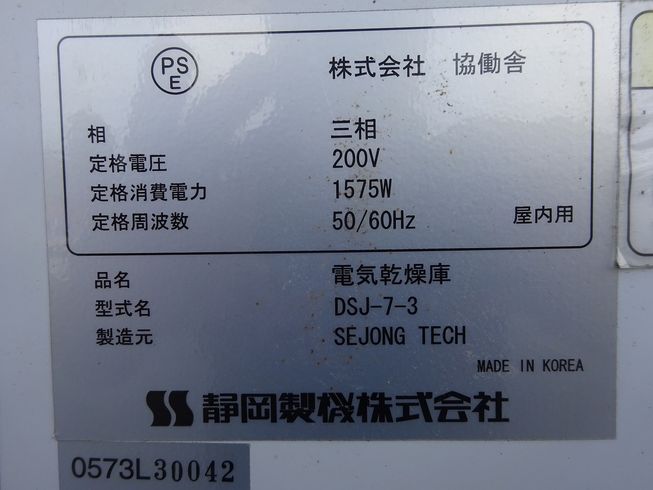 PS
E
株式会社 協働舎
相 三相
定格電圧 200V
定格消費電力 1575W
定格周波数 50/60Hz 屋内用
品名 電気乾燥庫
型式名 DSJ-7-3
製造元 SEJONG TECH
MADE IN KOREA
静岡製機株式会社
0573L30042